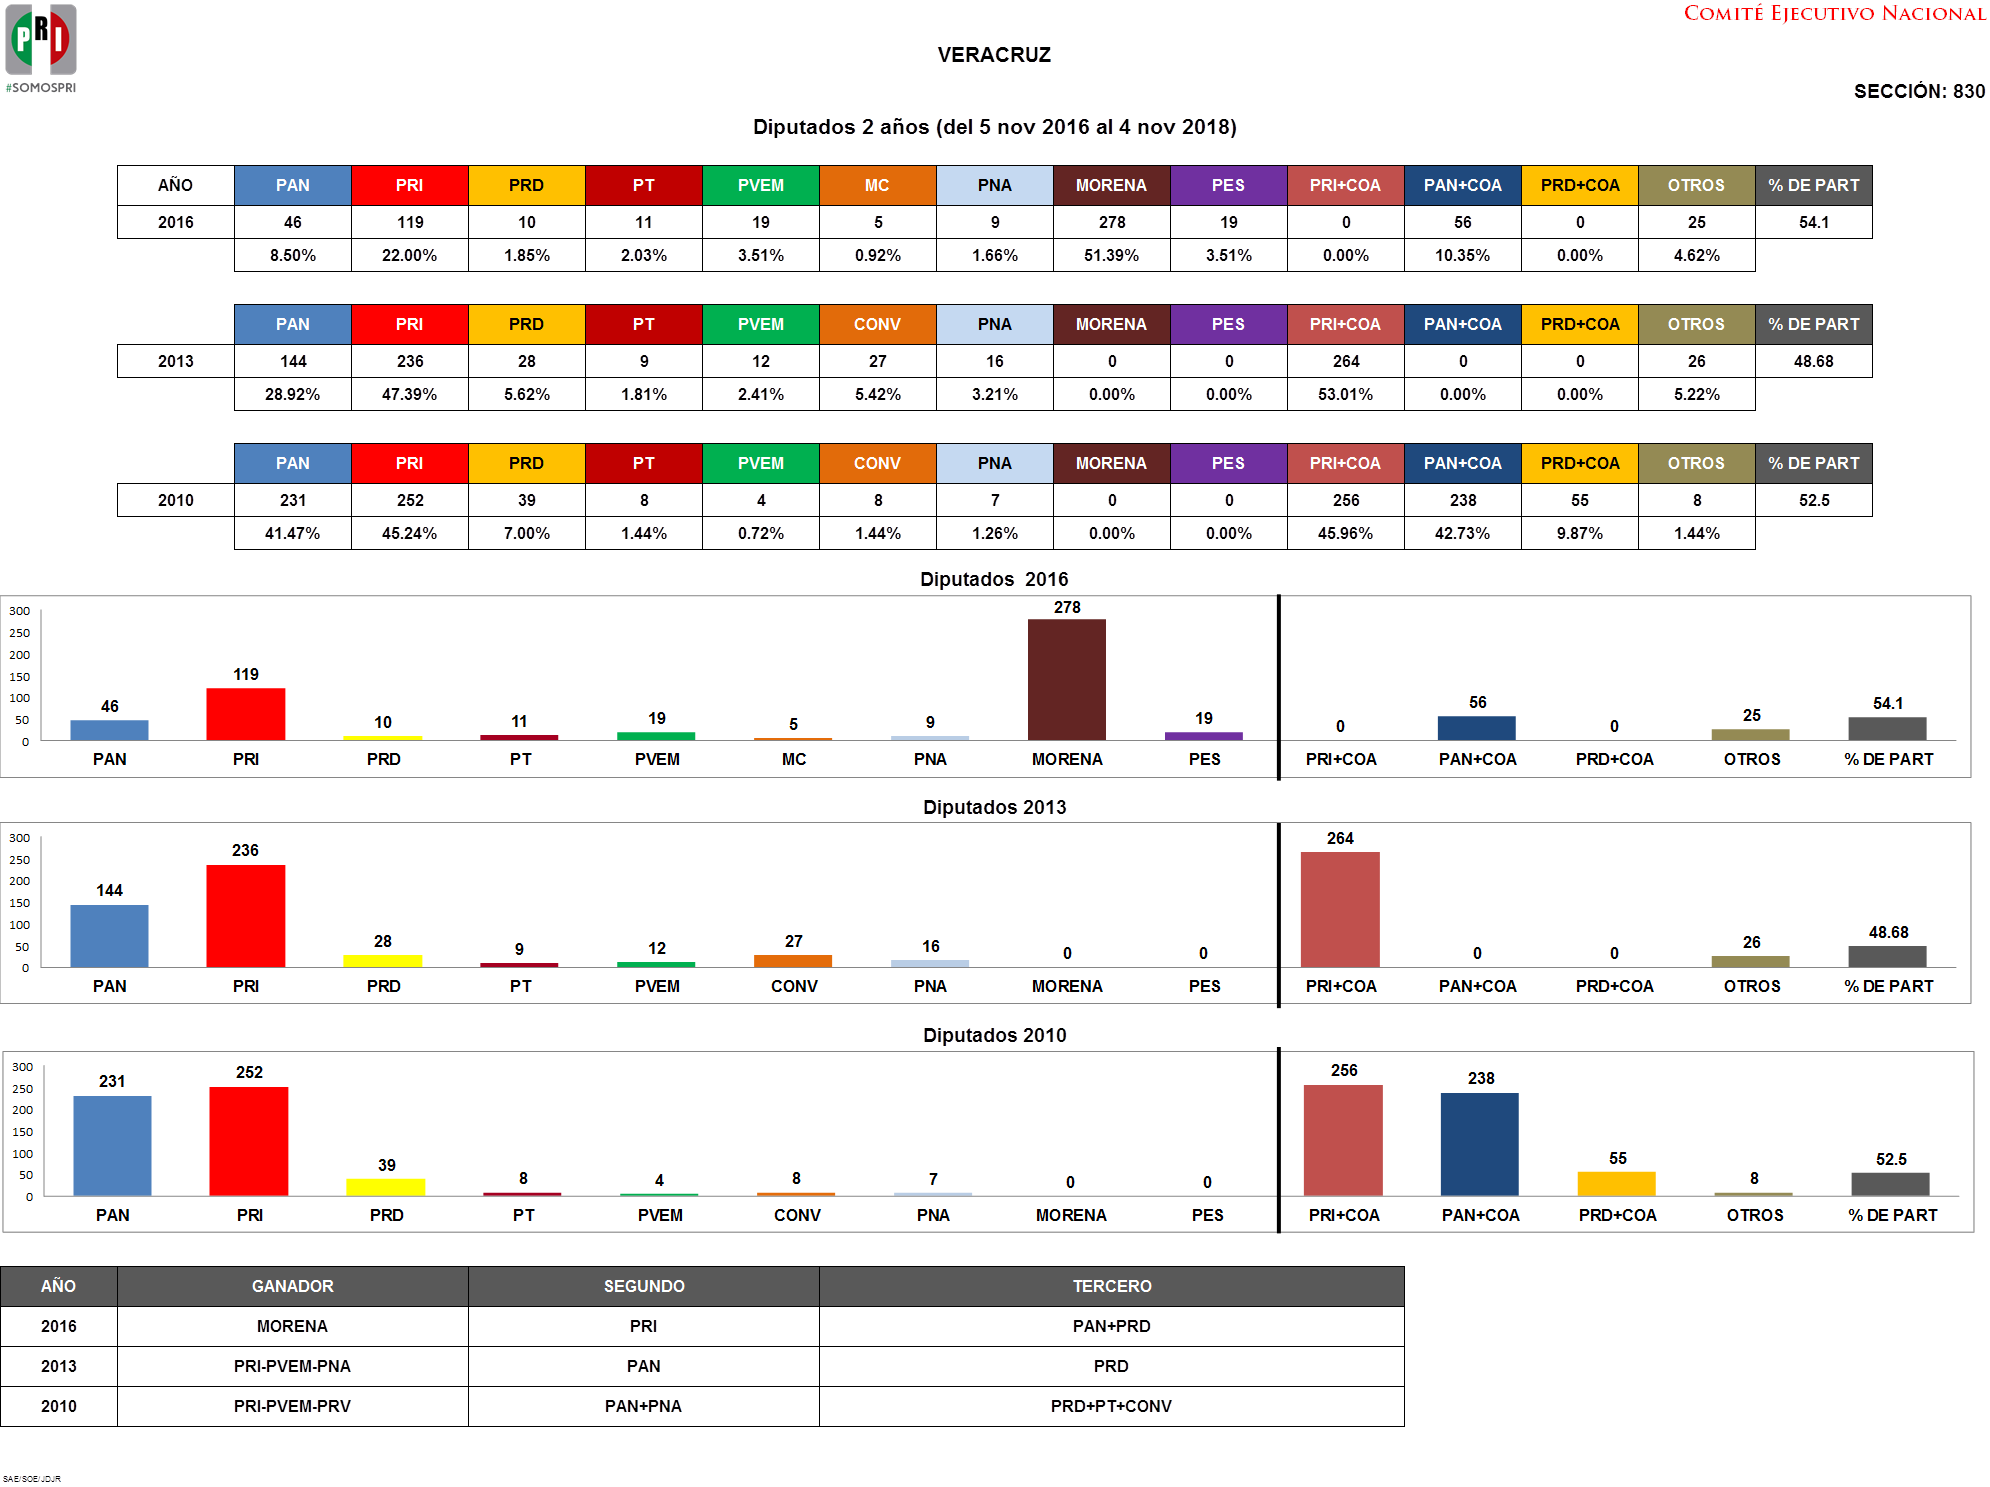 PRI
#SOMOSPRI
COMITÉ EJECUTIVO NACIONAL
VERACRUZ
SECCIÓN: 830
Diputados 2 años (del 5 nov 2016 al 4 nov 2018)
AÑO PAN PRI PRD PT PVEM MC PNA MORENA PES PRI+COA PAN+COA PRD+COA OTROS % DE PART
2016 46 119 10 11 19 5 9 278 19 0 56 0 25 54.1
8.50% 22.00% 1.85% 2.03% 3.51% 0.92% 1.66% 51.39% 3.51% 0.00% 10.35% 0.00% 4.62%
PAN PRI PRD PT PVEM CONV PNA MORENA PES PRI+COA PAN+COA PRD+COA OTROS % DE PART
2013 144 236 28 9 12 27 16 0 0 264 0 0 26 48.68
28.92% 47.39% 5.62% 1.81% 2.41% 5.42% 3.21% 0.00% 0.00% 53.01% 0.00% 0.00% 5.22%
PAN PRI PRD PT PVEM CONV PNA MORENA PES PRI+COA PAN+COA PRD+COA OTROS % DE PART
2010 231 252 39 8 4 8 7 0 0 256 238 55 8 52.5
41.47% 45.24% 7.00% 1.44% 0.72% 1.44% 1.26% 0.00% 0.00% 45.96% 42.73% 9.87% 1.44%
Diputados 2016
300
250
200
150
100
50
0
46 119 10 11 19 5 9 278 19 0 56 0 25 54.1
PAN PRI PRD PT PVEM MC PNA MORENA PES PRI+COA PAN+COA PRD+COA OTROS % DE PART
Diputados 2013
300
250
200
150
100
50
0
144 236 28 9 12 27 16 0 0 264 0 0 26 48.68
PAN PRI PRD PT PVEM CONV PNA MORENA PES PRI+COA PAN+COA PRD+COA OTROS % DE PART
Diputados 2010
300
250
200
150
100
50
0
231 252 39 8 4 8 7 0 0 256 238 55 8 52.5
PAN PRI PRD PT PVEM CONV PNA MORENA PES PRI+COA PAN+COA PRD+COA OTROS % DE PART
AÑO GANADOR SEGUNDO TERCERO
2016 MORENA PRI PAN+PRD
2013 PRI-PVEM-PNA PAN PRD
2010 PRI-PVEM-PRV PAN+PNA PRD+PT+CONV
SAE/SOE/JDJR